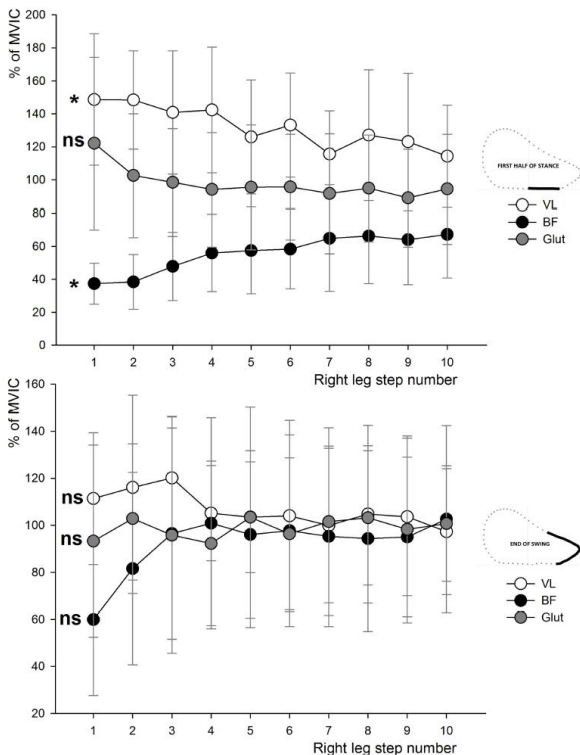 % of MVIC
200
180
160
140
120
100
80
60
40
20
0
*
ns
*
1 2 3 4 5 6 7 8 9 10
Right leg step number
FIRST HALF OF STANCE
VL
BF
Glut
% of MVIC
160
140
120
100
80
60
40
20
ns
ns
ns
1 2 3 4 5 6 7 8 9 10
Right leg step number
END OF SWING
VL
BF
Glut